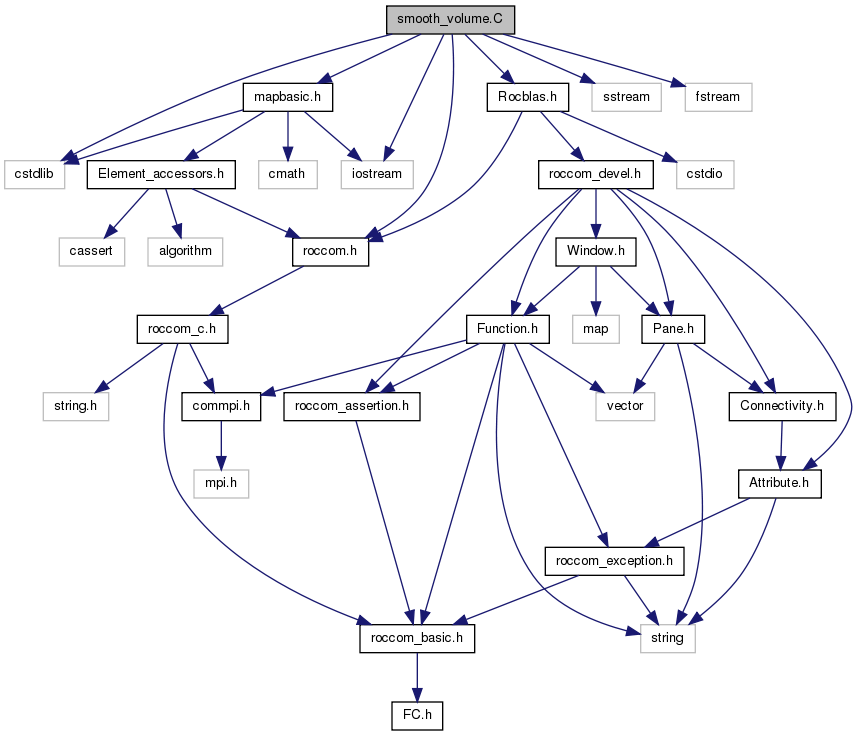 smooth_volume.C
mapbasic.h
Rocblas.h
sstream
fstream
cstdlib
Element_accessors.h
cmath
iostream
roccom_devel.h
cstdio
cassert
algorithm
roccom.h
Window.h
roccom_c.h
Function.h
map
Pane.h
string.h
commpi.h
roccom_assertion.h
vector
Connectivity.h
mpi.h
Attribute.h
roccom_exception.h
roccom_basic.h
string
FC.h